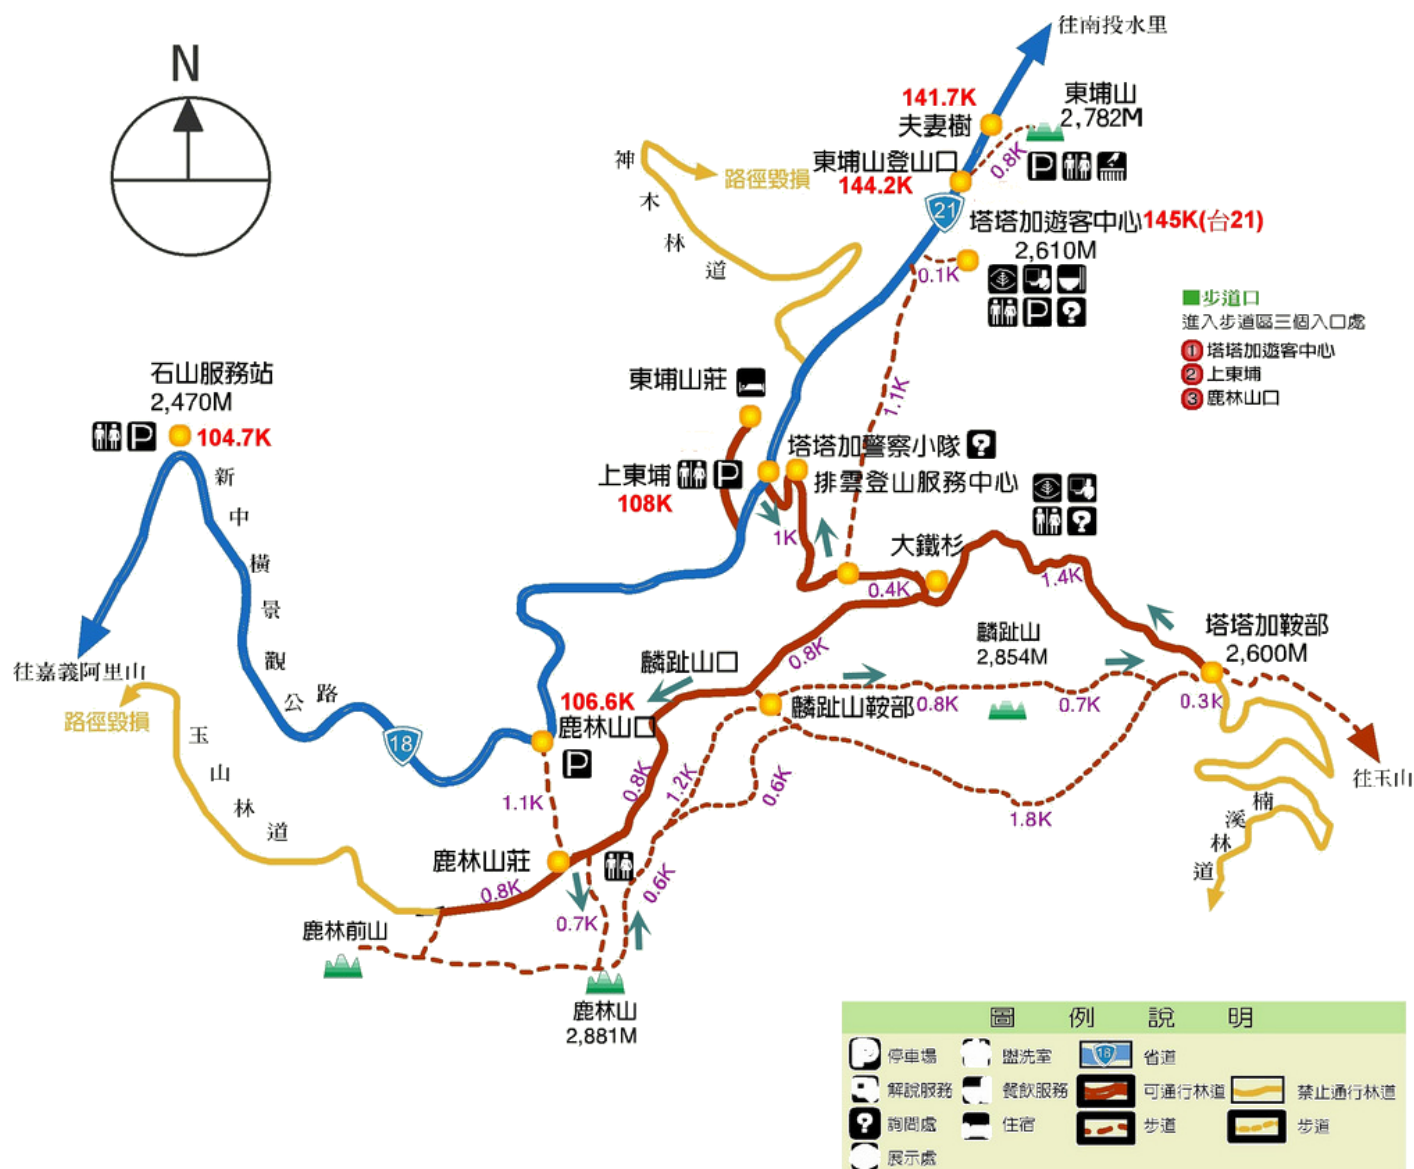 N
往南投水里
141.7K
夫妻樹
東埔山
2,782M
0.8K
東埔山登山口
144.2K
神木林道
路徑毀損
21
塔塔加遊客中心145K(台21)
2,610M
0.1K
步道口
進入步道區三個入口處
1 塔塔加遊客中心
2 上東埔
3 鹿林山口
石山服務站
2,470M
104.7K
東埔山莊
1.1K
塔塔加警察小隊
排雲登山服務中心
上東埔
108K
1K
新中橫景觀公路
大鐵杉
0.4K
1.4K
往嘉義阿里山
路徑毀損
玉山林道
18
麟趾山口
0.8K
麟趾山
2,854M
塔塔加鞍部
2,600M
106.6K
鹿林山口
麟趾山鞍部
0.8K
0.7K
0.3K
往玉山
楠溪林道
1.1K
0.8K
1.2K
0.6K
1.8K
鹿林山莊
0.8K
0.7K
0.6K
鹿林前山
鹿林山
2,881M
圖例說明
停車場
盥洗室
18
省道
解說服務
餐飲服務
可通行林道
禁止通行林道
詢問處
住宿
步道
步道
展示處